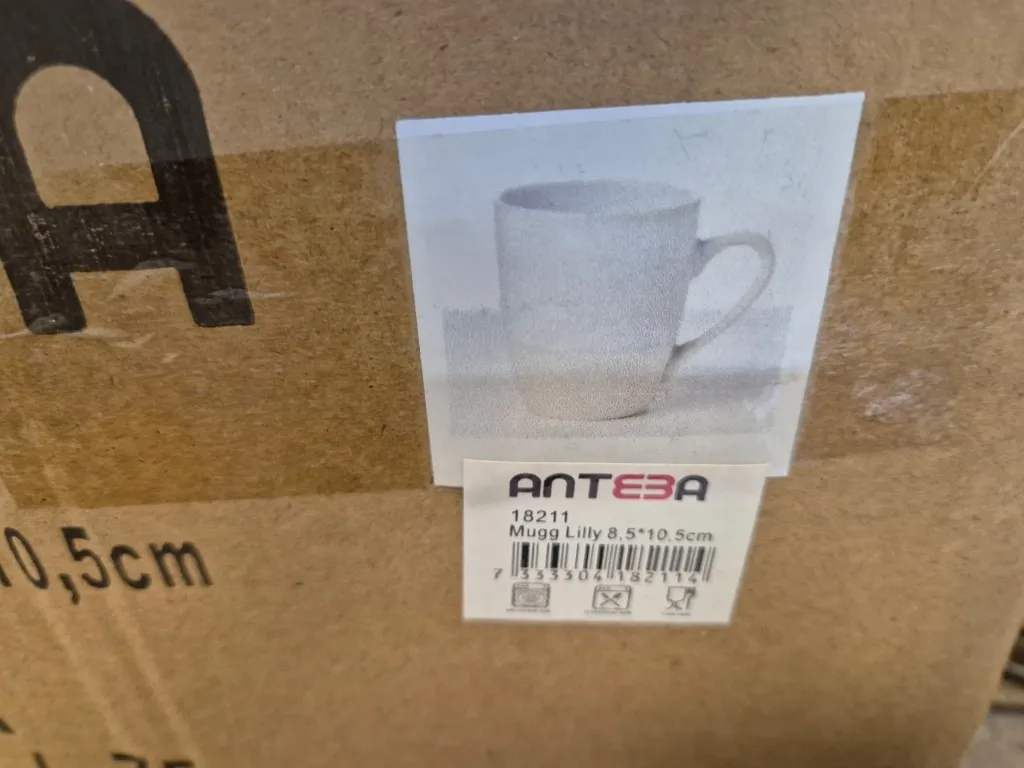 A
ANTEBA
18211
Mugg Lilly 8,5*10,5cm
7 333304 182114
0,5cm